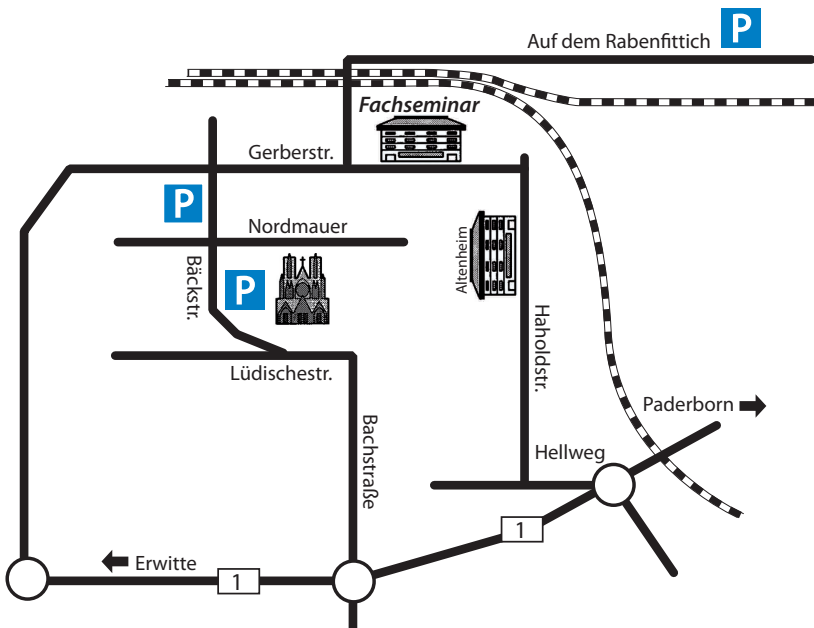 Auf dem Rabenfittich P
Fachseminar
Gerberstr.
P
Nordmauer
Altenheim
Bäckstr.
P
Haholdstr.
Lüdischestr.
Paderborn
Bachstraße
Hellweg
1
Erwitte
1